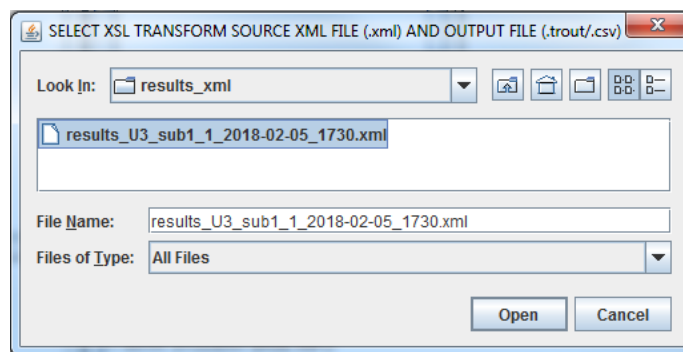 SELECT XSL TRANSFORM SOURCE XML FILE (.xml) AND OUTPUT FILE (.trout/.csv)
Look In: results_xml
results_U3_sub1_1_2018-02-05_1730.xml
File Name: results_U3_sub1_1_2018-02-05_1730.xml
Files of Type: All Files
Open Cancel